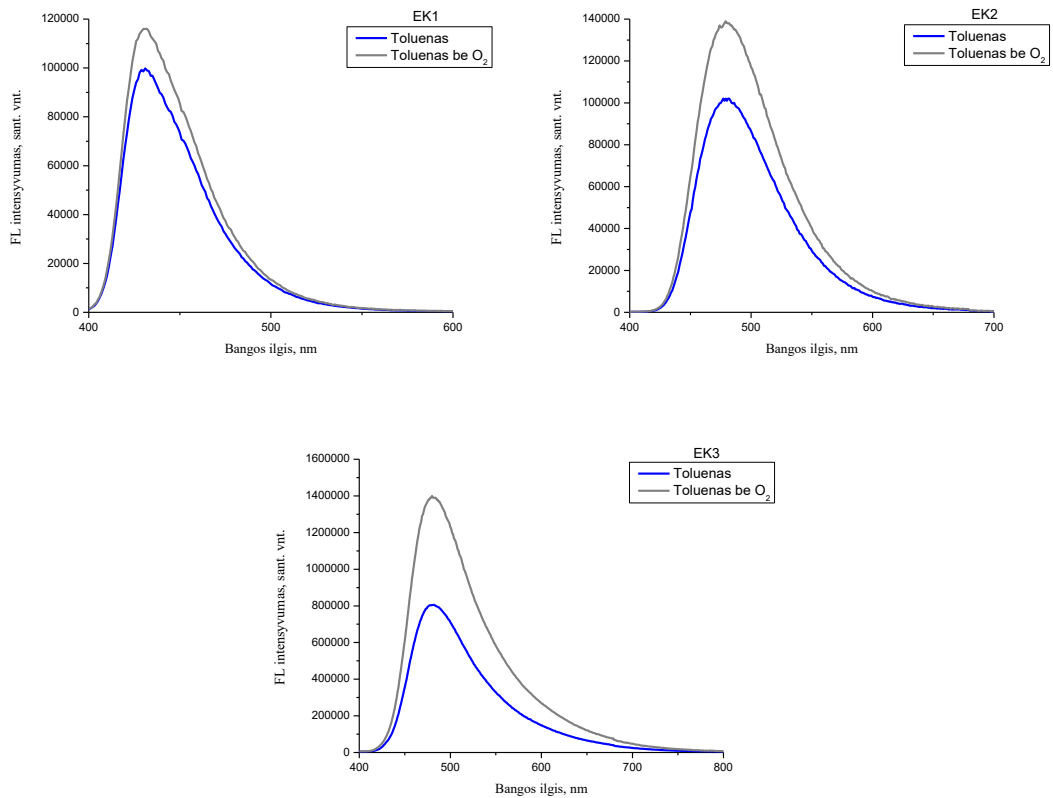 EK1
Toluenas
Toluenas be O₂
120000
100000
80000
60000
40000
20000
0
400
500
600
FL intensyvumas, sant. vnt.
Bangos ilgis, nm
EK2
Toluenas
Toluenas be O₂
140000
120000
100000
80000
60000
40000
20000
0
400
500
600
700
FL intensyvumas, sant. vnt.
Bangos ilgis, nm
EK3
Toluenas
Toluenas be O₂
1600000
1400000
1200000
1000000
800000
600000
400000
200000
0
400
500
600
700
800
FL intensyvumas, sant. vnt.
Bangos ilgis, nm